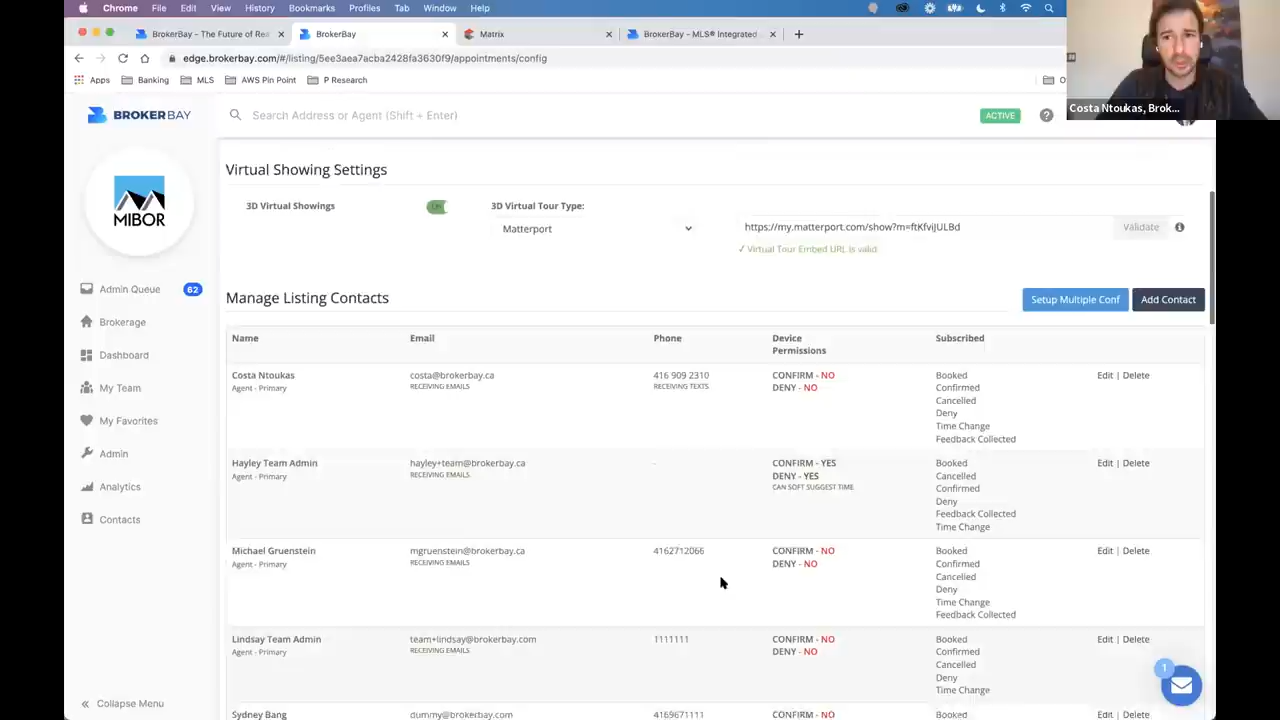 Chrome File Edit View History Bookmarks Profiles Tab Window Help
BrokerBay - The Future of Rea
BrokerBay
Matrix
BrokerBay - MLS® Integrated
edge.brokerbay.com/#/listing/5ee3aea7acba2428fa3630f9/appointments/config
Apps Banking MLS AWS Pin Point P Research
Costa Ntoukas, Brok...
BROKERBAY
Search Address or Agent (Shift + Enter)
ACTIVE
MIBOR
Admin Queue 62
Brokerage
Dashboard
My Team
My Favorites
Admin
Analytics
Contacts
Collapse Menu
Virtual Showing Settings
3D Virtual Showings
ON
3D Virtual Tour Type:
Matterport
https://my.matterport.com/show?m=ftKfviJULBd
Validate
✓ Virtual Tour Embed URL is valid
Manage Listing Contacts
Setup Multiple Conf
Add Contact
Name Email Phone Device Permissions Subscribed
Costa Ntoukas
Agent - Primary
costa@brokerbay.ca
RECEIVING EMAILS
416 909 2310
RECEIVING TEXTS
CONFIRM - NO
DENY - NO
Booked
Confirmed
Cancelled
Deny
Time Change
Feedback Collected
Edit | Delete
Hayley Team Admin
Agent - Primary
hayley+team@brokerbay.ca
RECEIVING EMAILS
-
CONFIRM - YES
DENY - YES
CAN SOFT SUGGEST TIME
Booked
Cancelled
Confirmed
Deny
Feedback Collected
Time Change
Edit | Delete
Michael Gruenstein
Agent - Primary
mgruenstein@brokerbay.ca
RECEIVING EMAILS
4162712066
CONFIRM - NO
DENY - NO
Booked
Confirmed
Cancelled
Deny
Time Change
Feedback Collected
Edit | Delete
Lindsay Team Admin
Agent - Primary
team+lindsay@brokerbay.com
RECEIVING EMAILS
1111111
CONFIRM - NO
DENY - NO
Booked
Confirmed
Cancelled
Deny
Time Change
Edit | Delete
Sydney Bang
dummy@brokerbay.com
4169671111
CONFIRM - NO
Booked
Edit | Delete
1